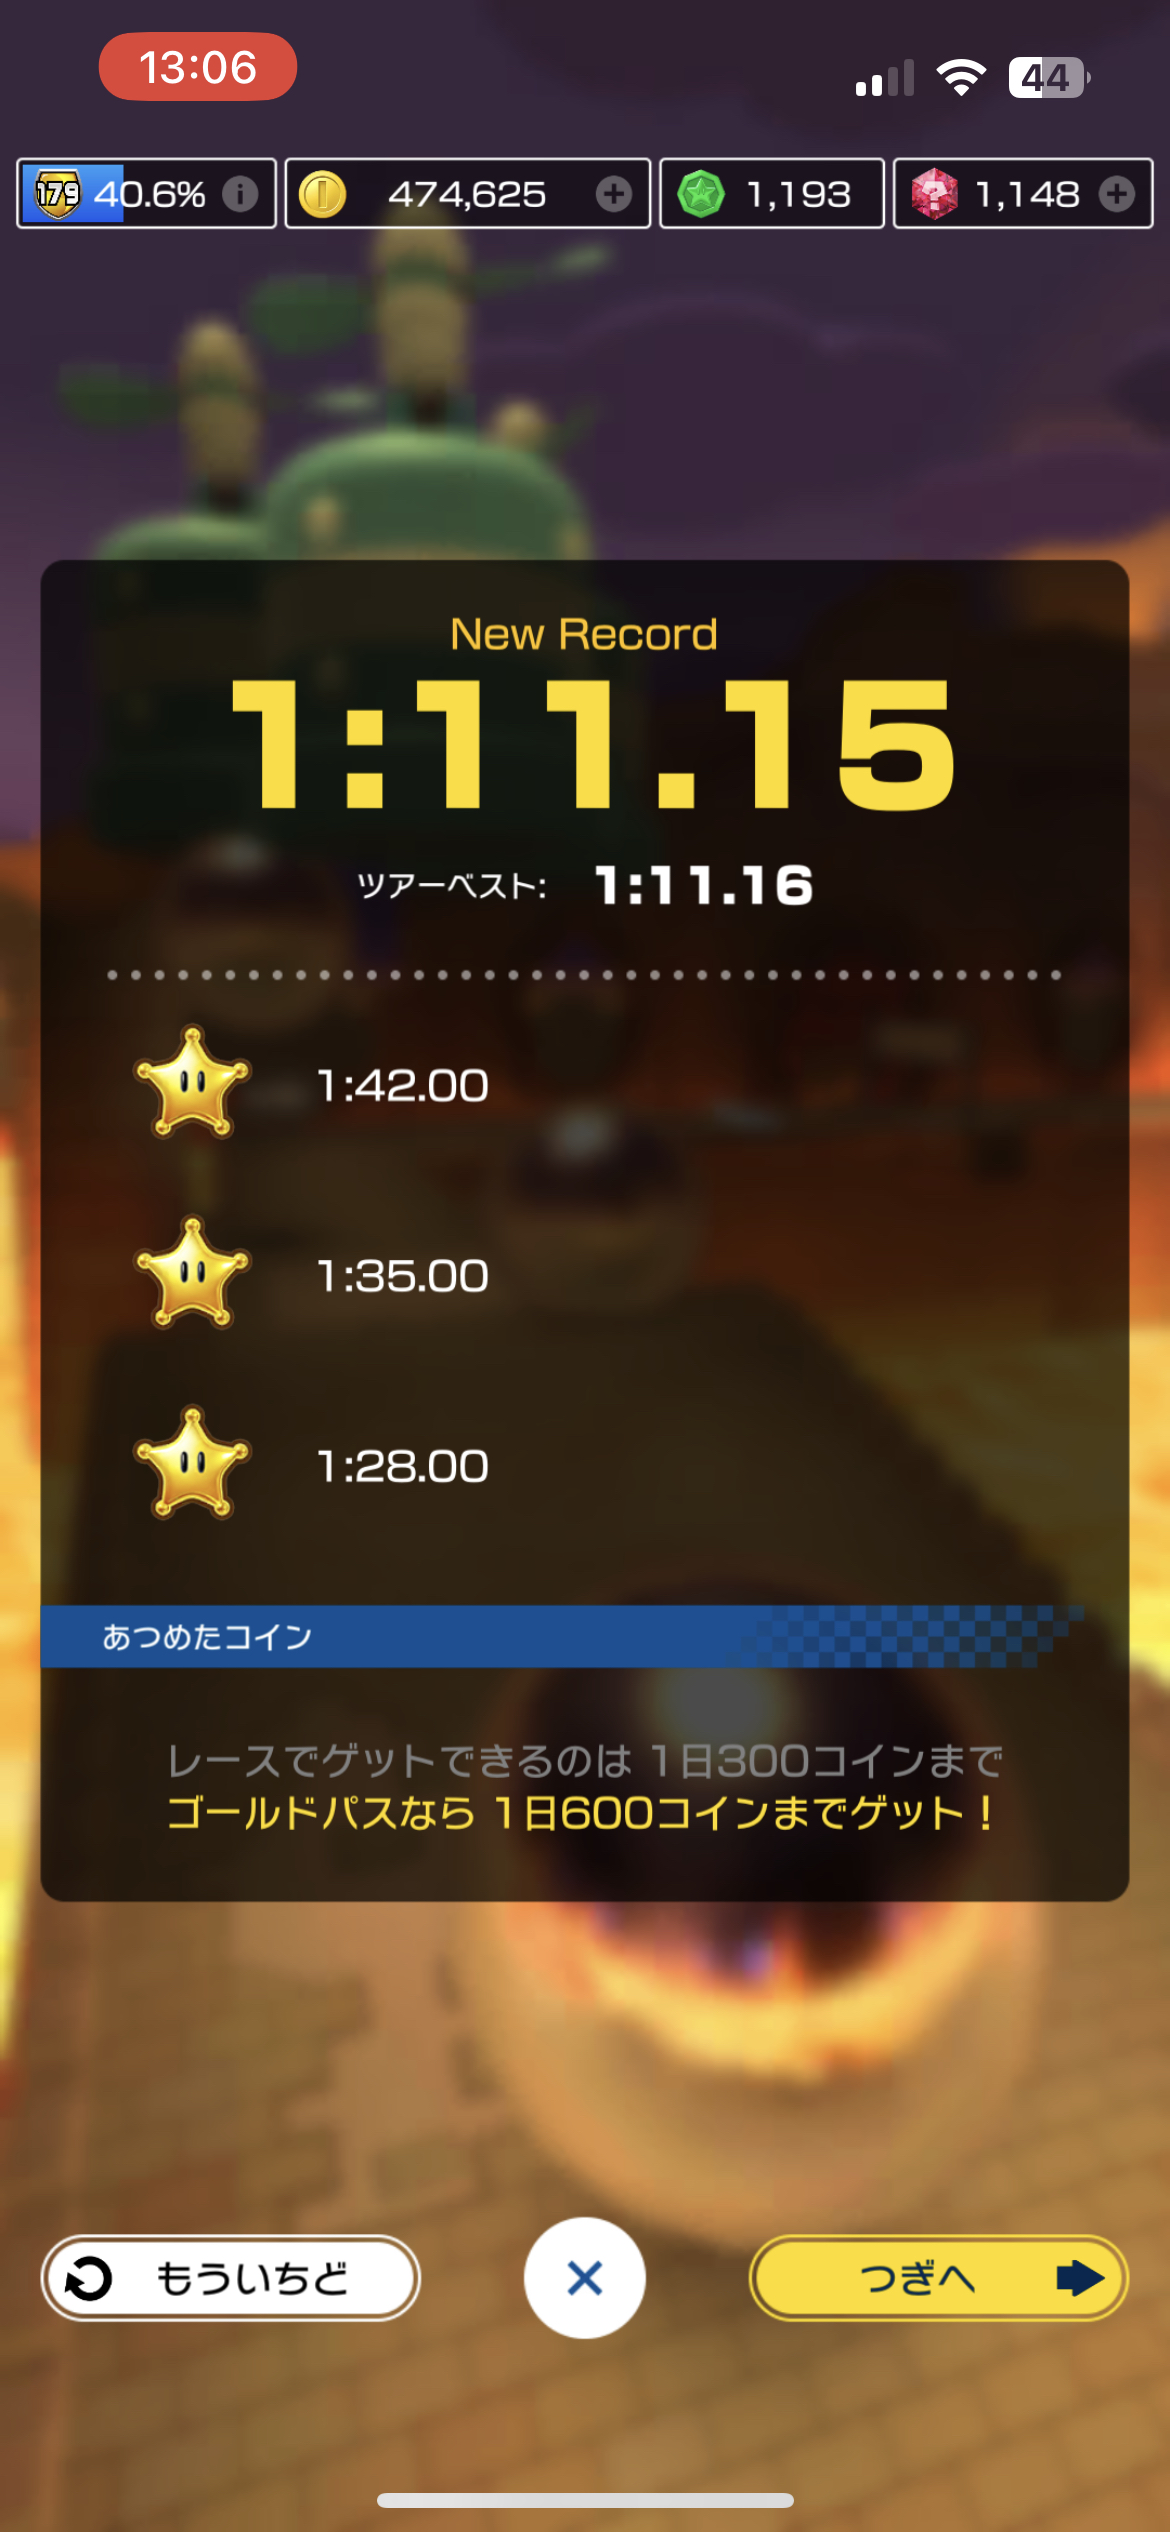 13:06
44
179 40.6% i 474,625 + 1,193 1,148 +
New Record
1:11.15
ツアーベスト: 1:11.16
1:42.00
1:35.00
1:28.00
あつめたコイン
レースでゲットできるのは 1日300コインまで
ゴールドパスなら 1日600コインまでゲット！
もういちど × つぎへ